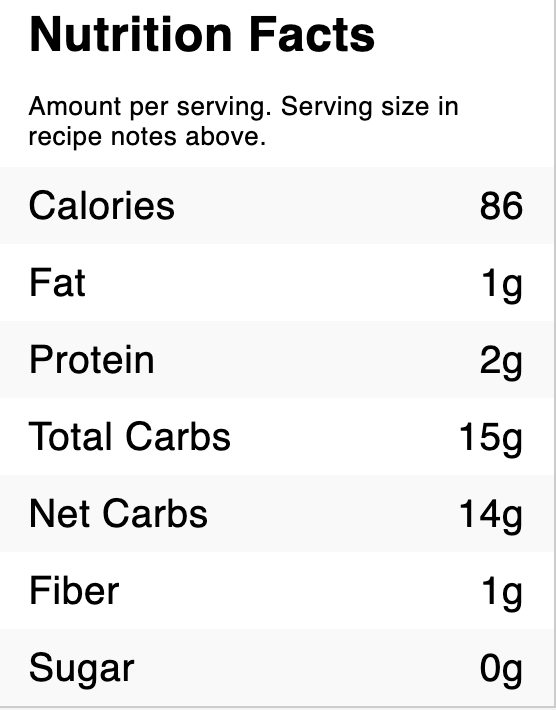 Nutrition Facts
Amount per serving. Serving size in
recipe notes above.
Calories 86
Fat 1g
Protein 2g
Total Carbs 15g
Net Carbs 14g
Fiber 1g
Sugar 0g